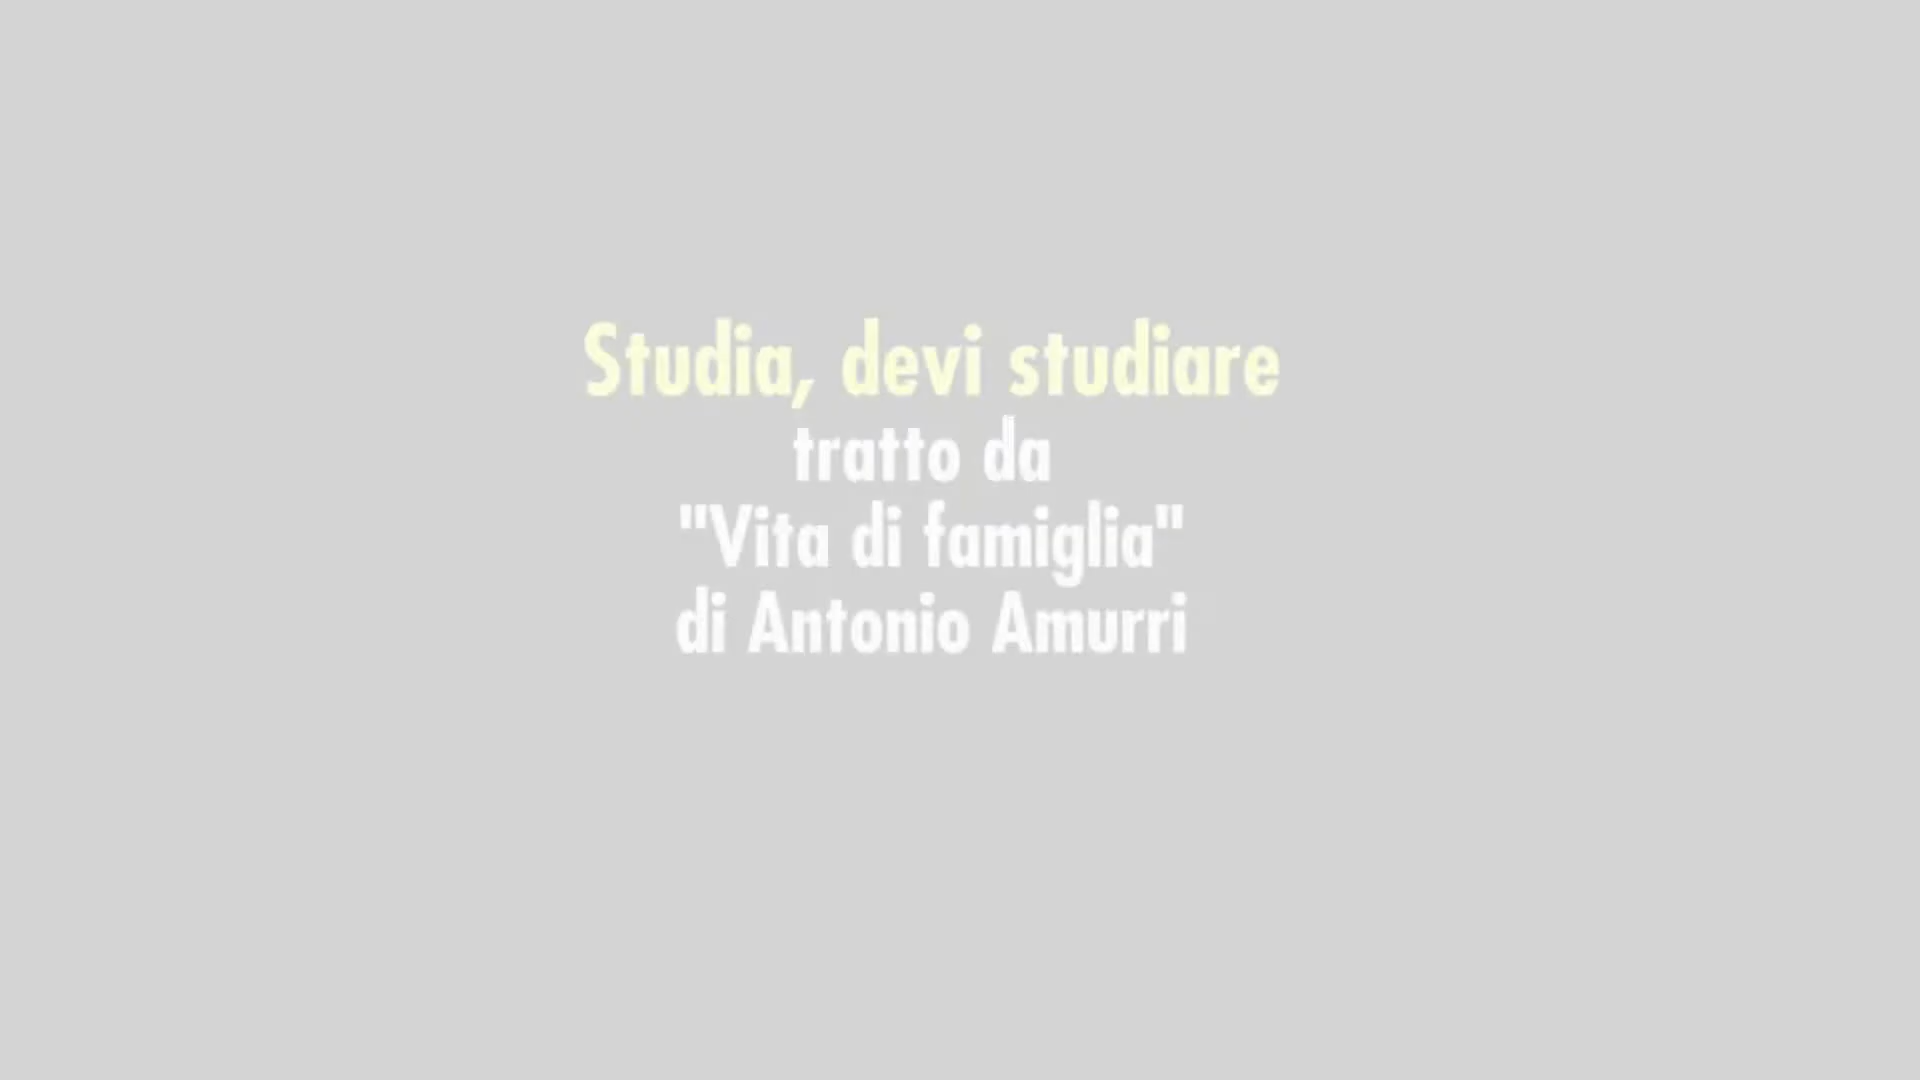 Studia, devi studiare
tratto da
"Vita di famiglia"
di Antonio Amurri